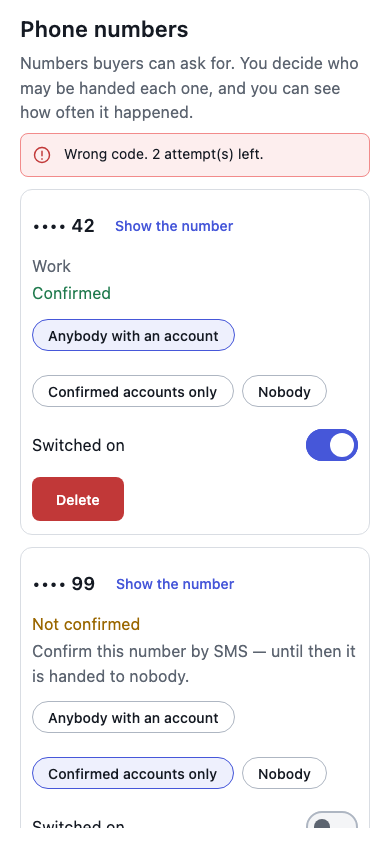 Phone numbers
Numbers buyers can ask for. You decide who
may be handed each one, and you can see
how often it happened.
Wrong code. 2 attempt(s) left.
•••• 42 Show the number
Work
Confirmed
Anybody with an account
Confirmed accounts only Nobody
Switched on
Delete
•••• 99 Show the number
Not confirmed
Confirm this number by SMS — until then it
is handed to nobody.
Anybody with an account
Confirmed accounts only Nobody
Switched on